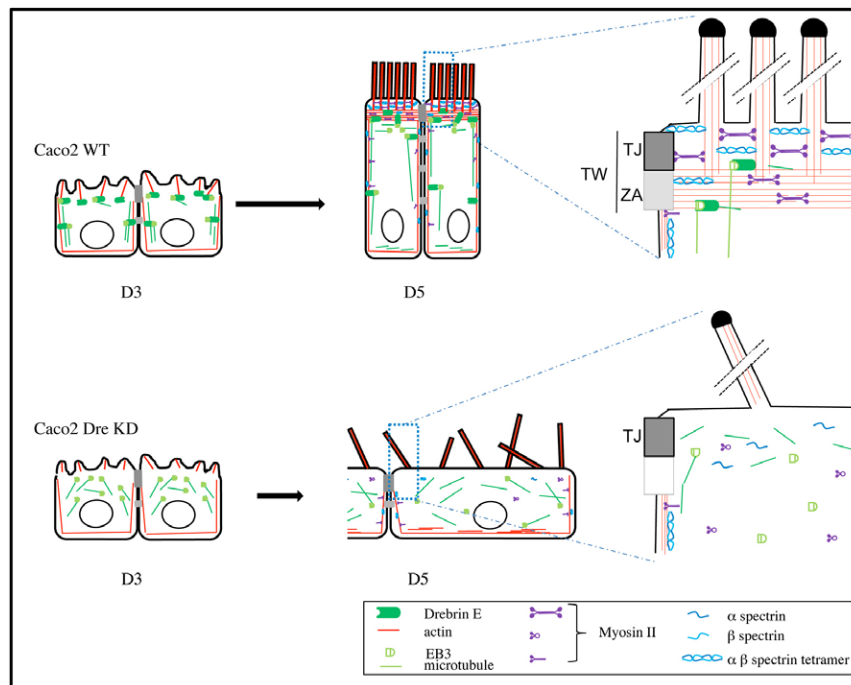 Caco2 WT
D3
D5
TW
TJ
ZA
Caco2 Dre KD
D3
D5
TJ
Drebrin E
actin
EB3
microtubule
Myosin II
α spectrin
β spectrin
α β spectrin tetramer